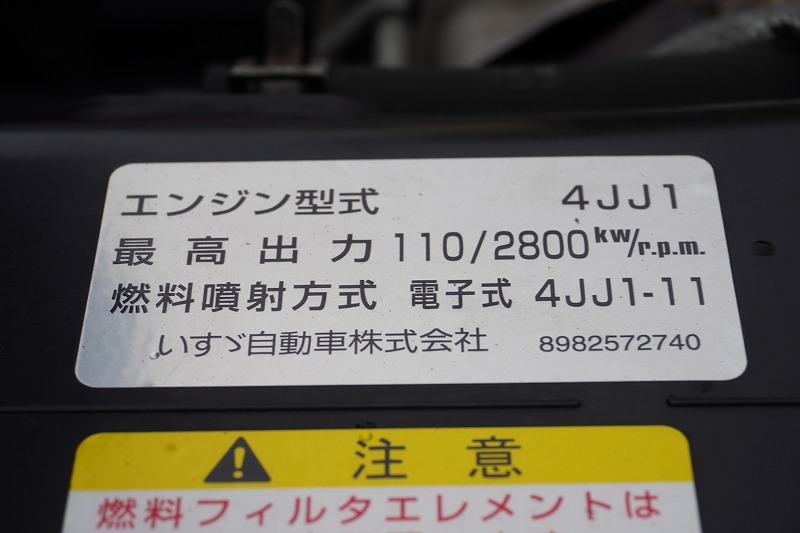 エンジン型式 4JJ1
最高出力 110/2800kw/r.p.m.
燃料噴射方式 電子式 4JJ1-11
いすゞ自動車株式会社 8982572740
注意
燃料フィルタエレメントは